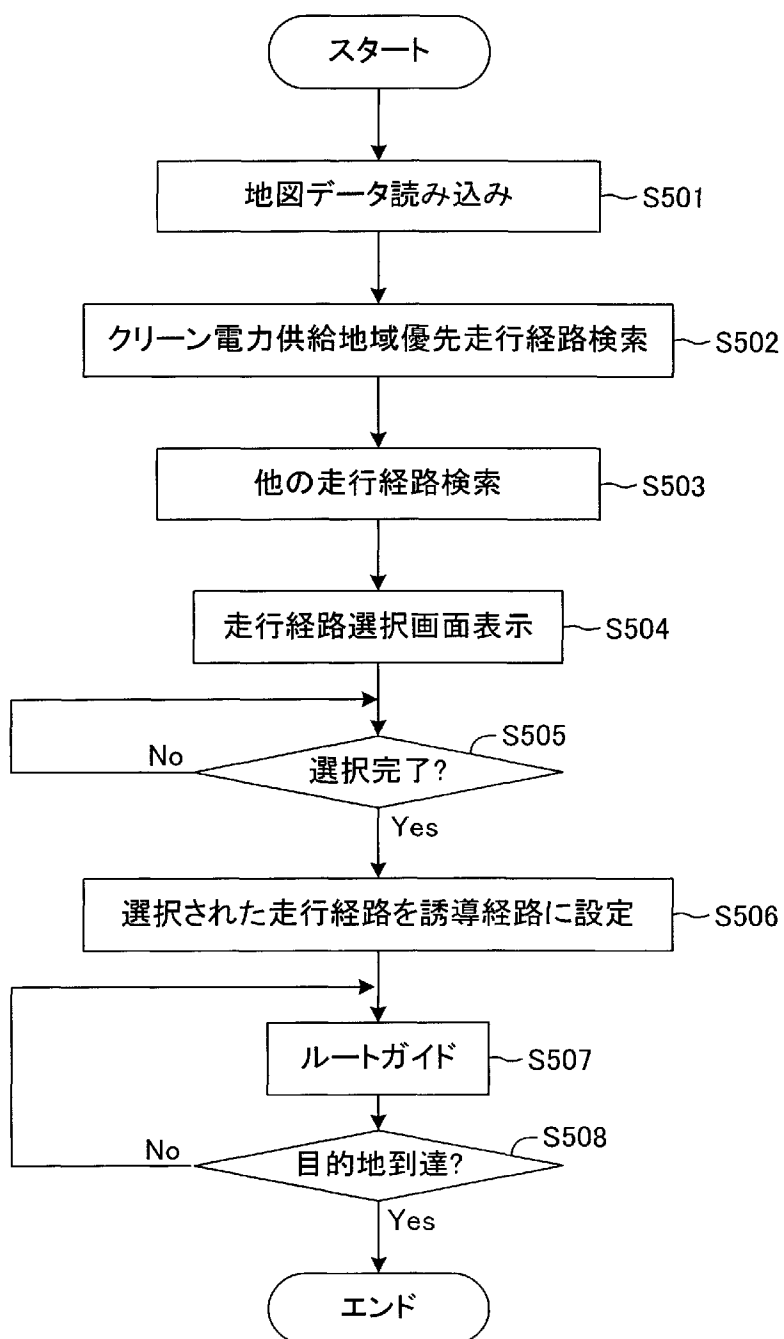 スタート
地図データ読み込み
S501
クリーン電力供給地域優先走行経路検索
S502
他の走行経路検索
S503
走行経路選択画面表示
S504
S505
選択完了?
No
Yes
選択された走行経路を誘導経路に設定
S506
ルートガイド
S507
S508
目的地到達?
No
Yes
エンド